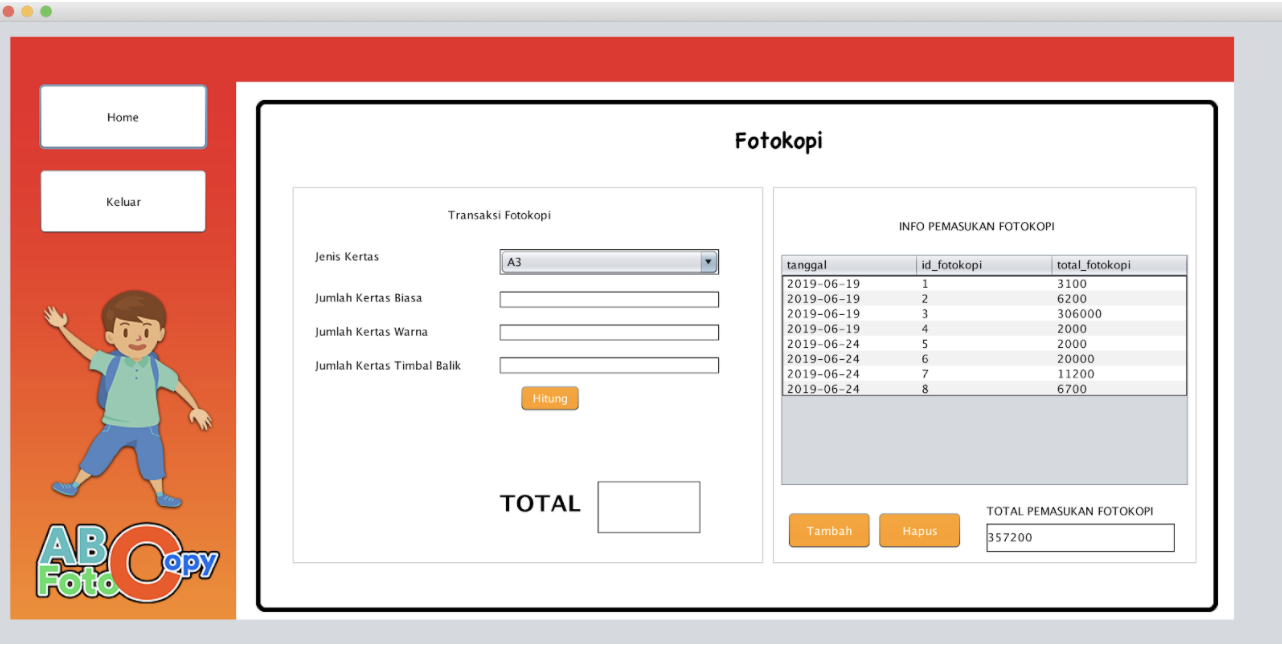 Home
Keluar
ABC
Foto Copy
Fotokopi
Transaksi Fotokopi
Jenis Kertas
A3
Jumlah Kertas Biasa
Jumlah Kertas Warna
Jumlah Kertas Timbal Balik
Hitung
TOTAL
INFO PEMASUKAN FOTOKOPI
tanggal id_fotokopi total_fotokopi
2019-06-19 1 3100
2019-06-19 2 6200
2019-06-19 3 306000
2019-06-19 4 2000
2019-06-24 5 2000
2019-06-24 6 20000
2019-06-24 7 11200
2019-06-24 8 6700
Tambah
Hapus
TOTAL PEMASUKAN FOTOKOPI
357200